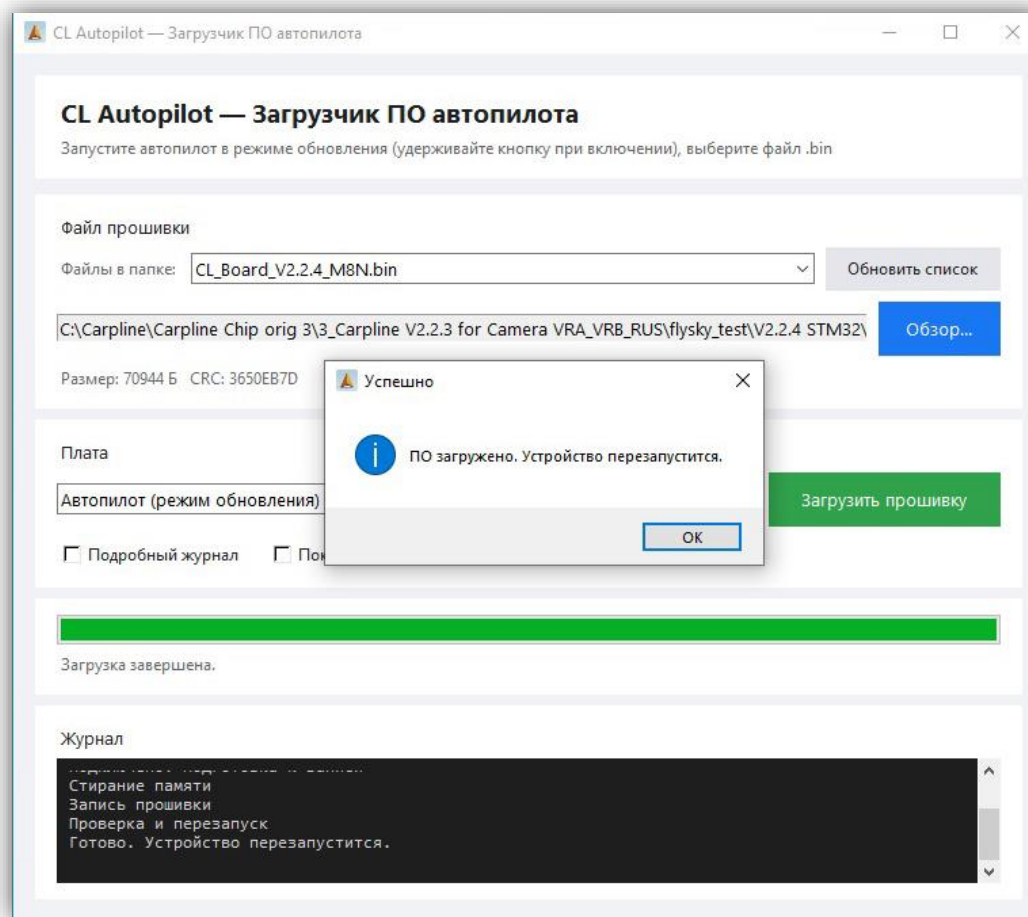 CL Autopilot — Загрузчик ПО автопилота
CL Autopilot — Загрузчик ПО автопилота
Запустите автопилот в режиме обновления (удерживайте кнопку при включении), выберите файл .bin
Файл прошивки
Файлы в папке: CL_Board_V2.2.4_M8N.bin Обновить список
C:\Carpline\Carpline Chip orig 3\3_Carpline V2.2.3 for Camera VRA_VRB_RUS\flysky_test\V2.2.4 STM32\ Обзор...
Размер: 70944 Б CRC: 3650EB7D
Успешно
ПО загружено. Устройство перезапустится.
OK
Плата
Автопилот (режим обновления) Загрузить прошивку
Подробный журнал
Загрузка завершена.
Журнал
Стирание памяти
Запись прошивки
Проверка и перезапуск
Готово. Устройство перезапустится.